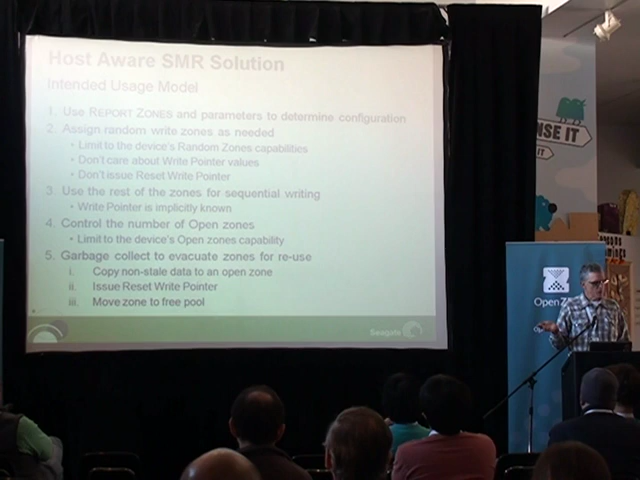 Host Aware SMR Solution
Intended Usage Model
1. Use REPORT ZONES and parameters to determine configuration
2. Assign random write zones as needed
• Limit to the device's Random Zones capabilities
• Don't care about Write Pointer values
• Don't issue Reset Write Pointer
3. Use the rest of the zones for sequential writing
• Write Pointer is implicitly known
4. Control the number of Open zones
• Limit to the device's Open zones capability
5. Garbage collect to evacuate zones for re-use
i. Copy non-stale data to an open zone
ii. Issue Reset Write Pointer
iii. Move zone to free pool
Seagate
NSE IT
IT
Open